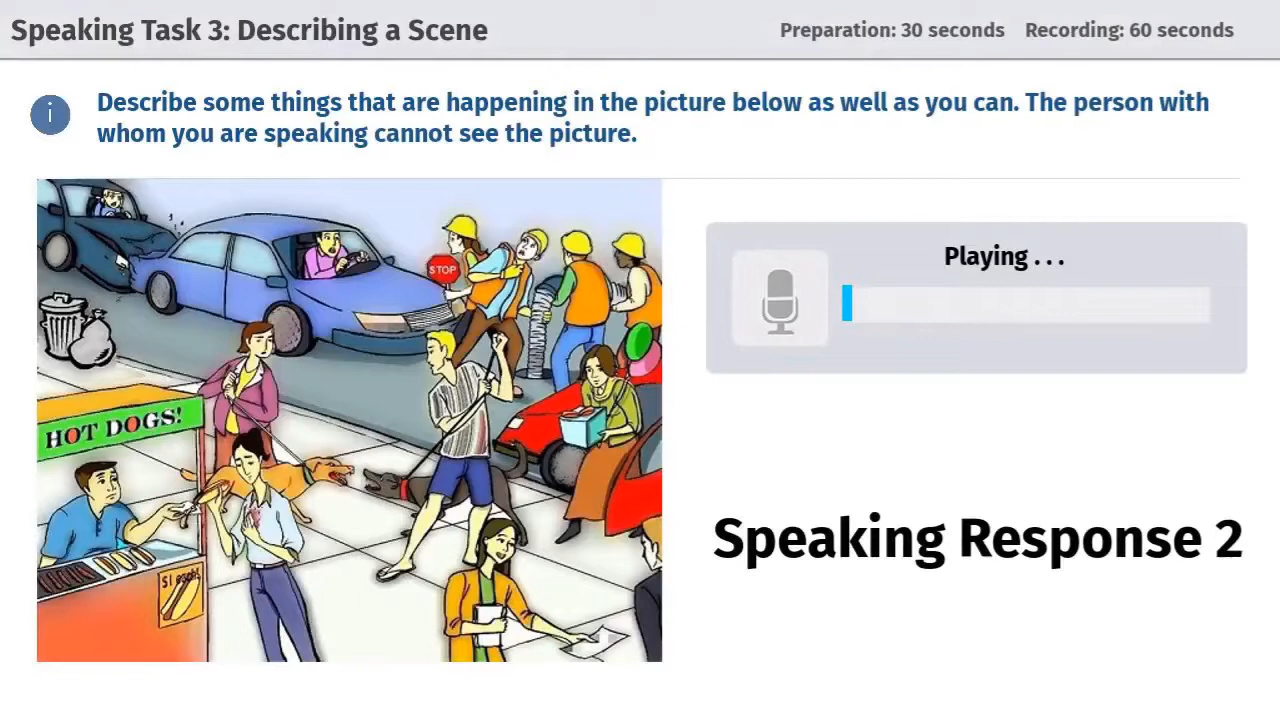 Speaking Task 3: Describing a Scene
Preparation: 30 seconds Recording: 60 seconds
i
Describe some things that are happening in the picture below as well as you can. The person with
whom you are speaking cannot see the picture.
STOP
HOT DOGS!
Playing . . .
$1 each!
Speaking Response 2